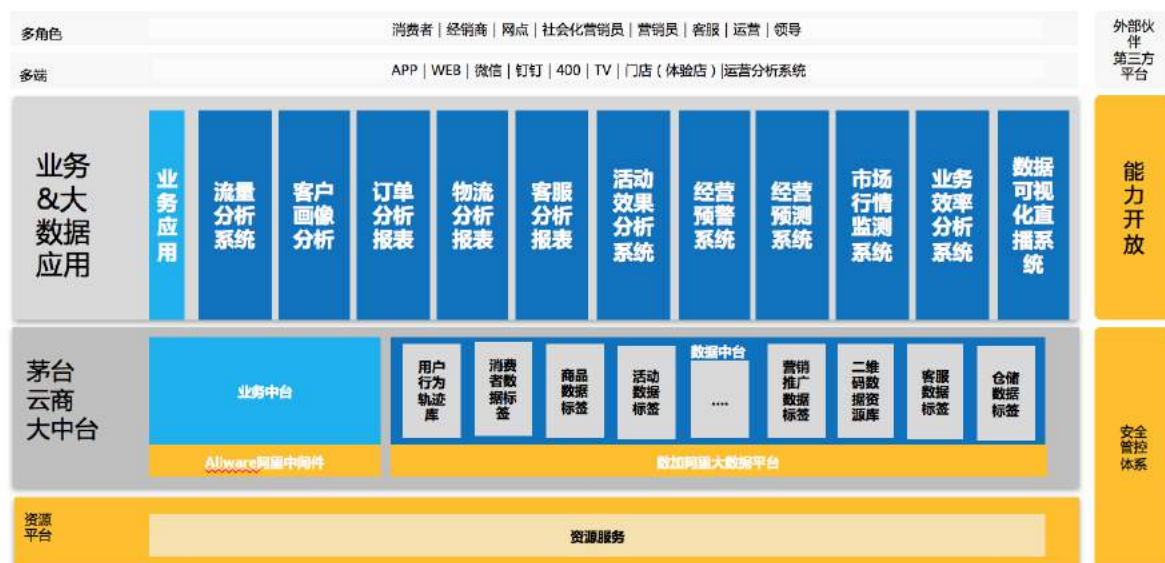 多角色
消费者 | 经销商 | 网点 | 社会化营销员 | 营销员 | 客服 | 运营 | 领导
外部伙
伴
第三方
平台
多端
APP | WEB | 微信 | 钉钉 | 400 | TV | 门店 ( 体验店 ) |运营分析系统
业务
&大
数据
应用
业
务
应
用
流量
分析
系统
客户
画像
分析
订单
分析
报表
物流
分析
报表
客服
分析
报表
活动
效果
分析
系统
经营
预警
系统
经营
预测
系统
市场
行情
监测
系统
业务
效率
分析
系统
数据
可视
化直
播系
统
能
力
开
放
茅台
云商
大中台
业务中台
数据中台
用户
行为
轨迹
库
消费
者数
据标
签
商品
数据
标签
活动
数据
标签
....
营销
推广
数据
标签
二维
码数
据资
源库
客服
数据
标签
仓储
数据
标签
Aliware阿里中间件
数加阿里大数据平台
安全
管控
体系
资源
平台
资源服务